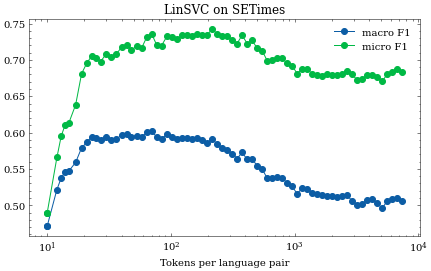 LinSVC on SETimes
0.75
0.70
0.65
0.60
0.55
0.50
macro F1
micro F1
10¹
10²
10³
10⁴
Tokens per language pair